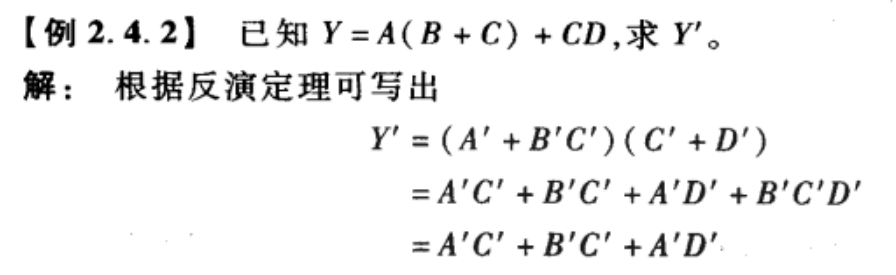 【例 2.4.2】 已知 Y = A(B + C) + CD,求 Y′。
解： 根据反演定理可写出
Y′ = (A′ + B′C′)(C′ + D′)
= A′C′ + B′C′ + A′D′ + B′C′D′
= A′C′ + B′C′ + A′D′